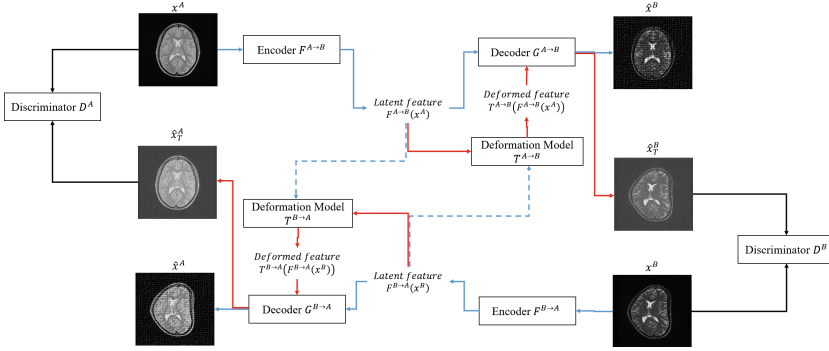 x^A
x̂^B
Encoder F^{A→B}
Decoder G^{A→B}
Discriminator D^A
Latent feature
F^{A→B}(x^A)
Deformed feature
T^{A→B}(F^{A→B}(x^A))
x̂_T^A
Deformation Model
T^{A→B}
x̂_T^B
Deformation Model
T^{B→A}
Discriminator D^B
Deformed feature
T^{B→A}(F^{B→A}(x^B))
x̂^A
Latent feature
F^{B→A}(x^B)
x^B
Decoder G^{B→A}
Encoder F^{B→A}